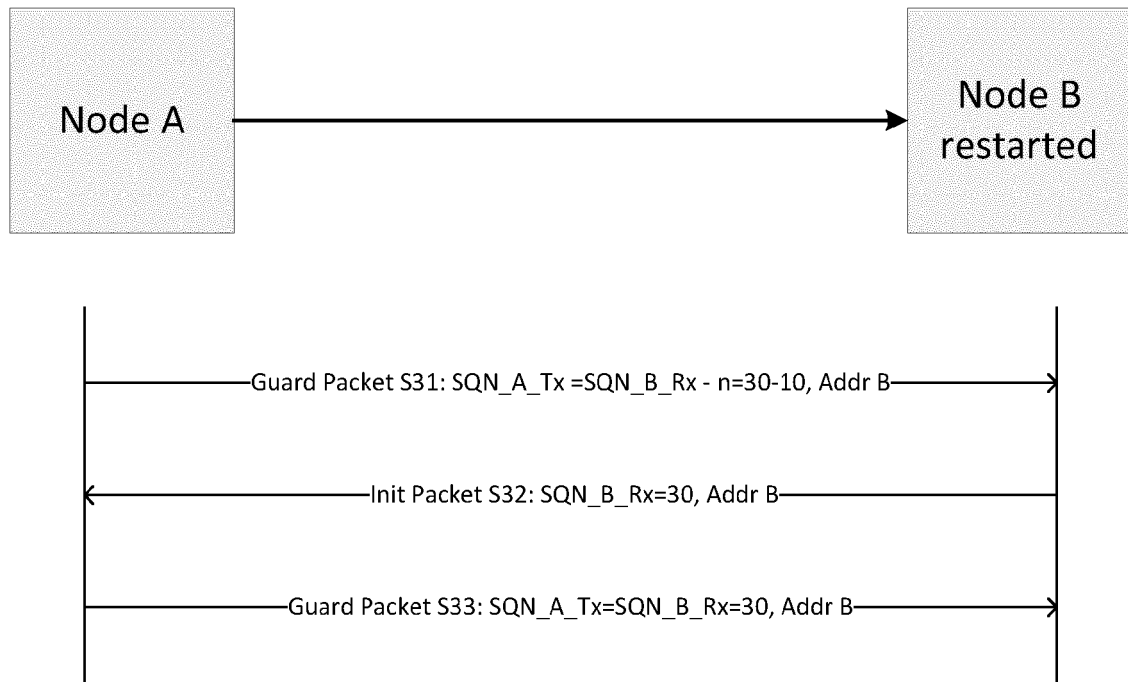 Node A
Node B
restarted
Guard Packet S31: SQN_A_Tx =SQN_B_Rx - n=30-10, Addr B
Init Packet S32: SQN_B_Rx=30, Addr B
Guard Packet S33: SQN_A_Tx=SQN_B_Rx=30, Addr B